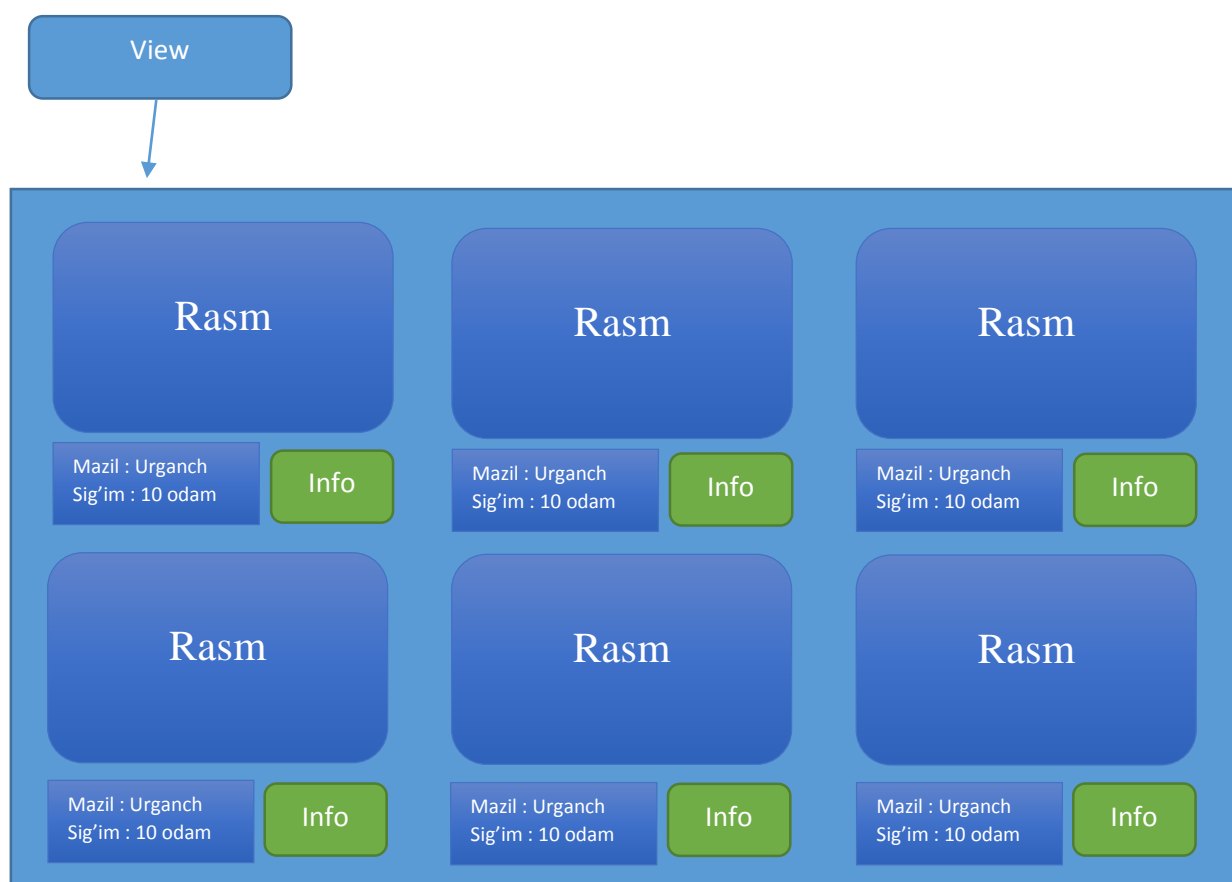 View
Rasm
Rasm
Rasm
Mazil : Urganch
Sig’im : 10 odam
Info
Mazil : Urganch
Sig’im : 10 odam
Info
Mazil : Urganch
Sig’im : 10 odam
Info
Rasm
Rasm
Rasm
Mazil : Urganch
Sig’im : 10 odam
Info
Mazil : Urganch
Sig’im : 10 odam
Info
Mazil : Urganch
Sig’im : 10 odam
Info